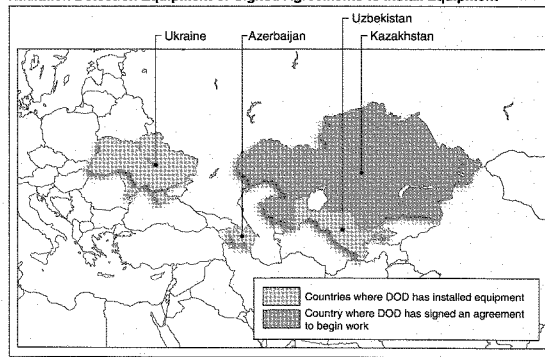 Uzbekistan
Ukraine
Azerbaijan
Kazakhstan
Countries where DOD has installed equipment
Country where DOD has signed an agreement
to begin work